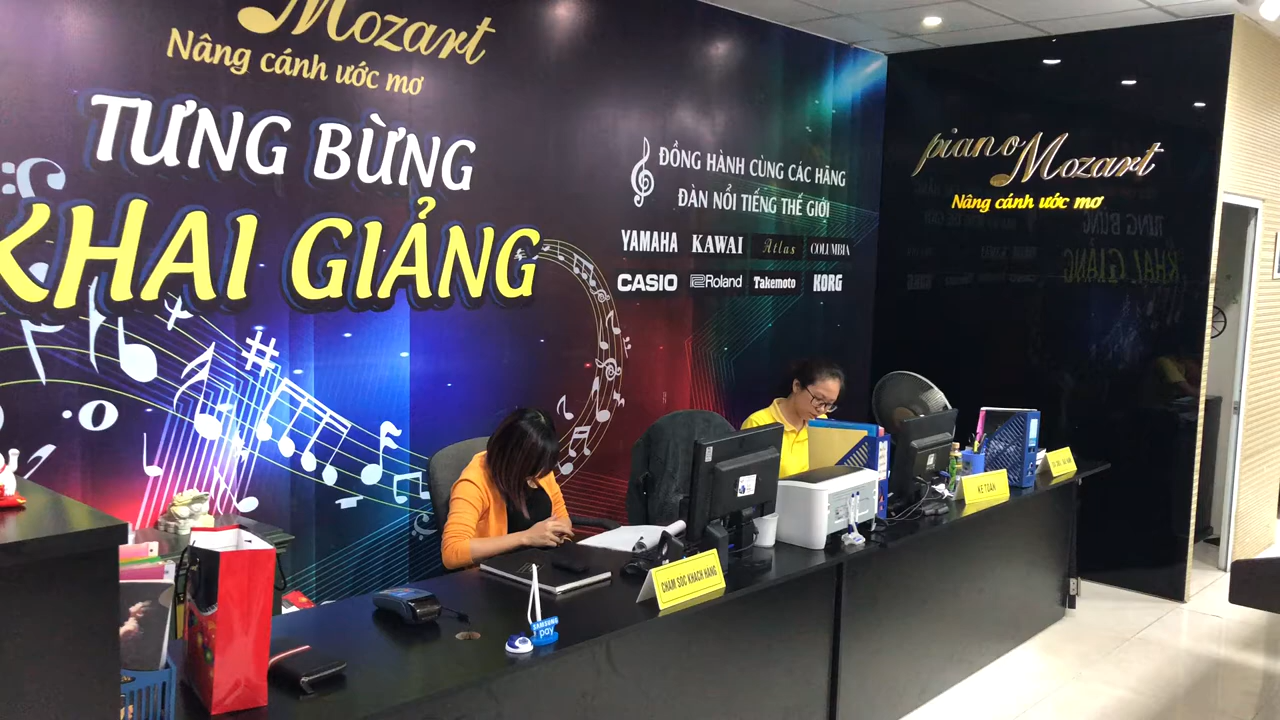 Mozart
Nâng cánh ước mơ
TƯNG BỪNG
KHAI GIẢNG
ĐỒNG HÀNH CÙNG CÁC HÃNG
ĐÀN NỔI TIẾNG THẾ GIỚI
YAMAHA KAWAI Atlas COLUMBIA
CASIO Roland Takemoto KORG
piano Mozart
Nâng cánh ước mơ
CHĂM SÓC KHÁCH HÀNG
KẾ TOÁN
SAMSUNG
pay